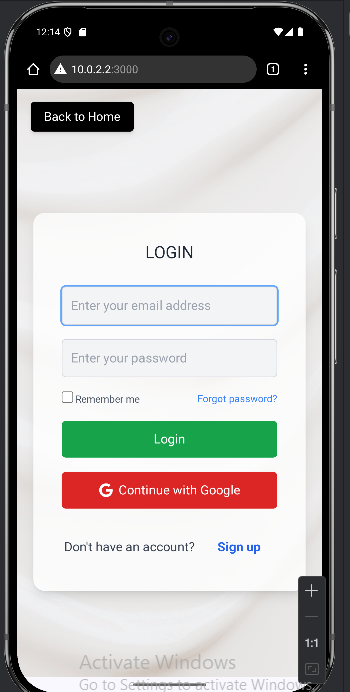 12:14
10.0.2.2:3000
1
Back to Home
LOGIN
Enter your email address
Enter your password
Remember me Forgot password?
Login
G Continue with Google
Don't have an account? Sign up
1:1
Activate Windows
Go to Settings to activate Windows